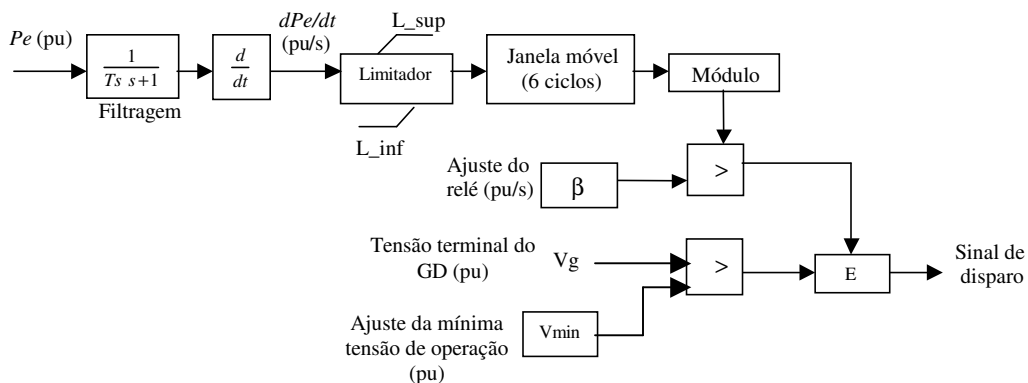 L_sup
dPe/dt
(pu/s)
Pe (pu)
1
Ts s+1
d
dt
Limitador
Janela móvel
(6 ciclos)
Módulo
Filtragem
L_inf
Ajuste do
relé (pu/s)
β
>
Tensão terminal do
GD (pu)
Vg
>
E
Sinal de
disparo
Ajuste da mínima
tensão de operação
(pu)
Vmin